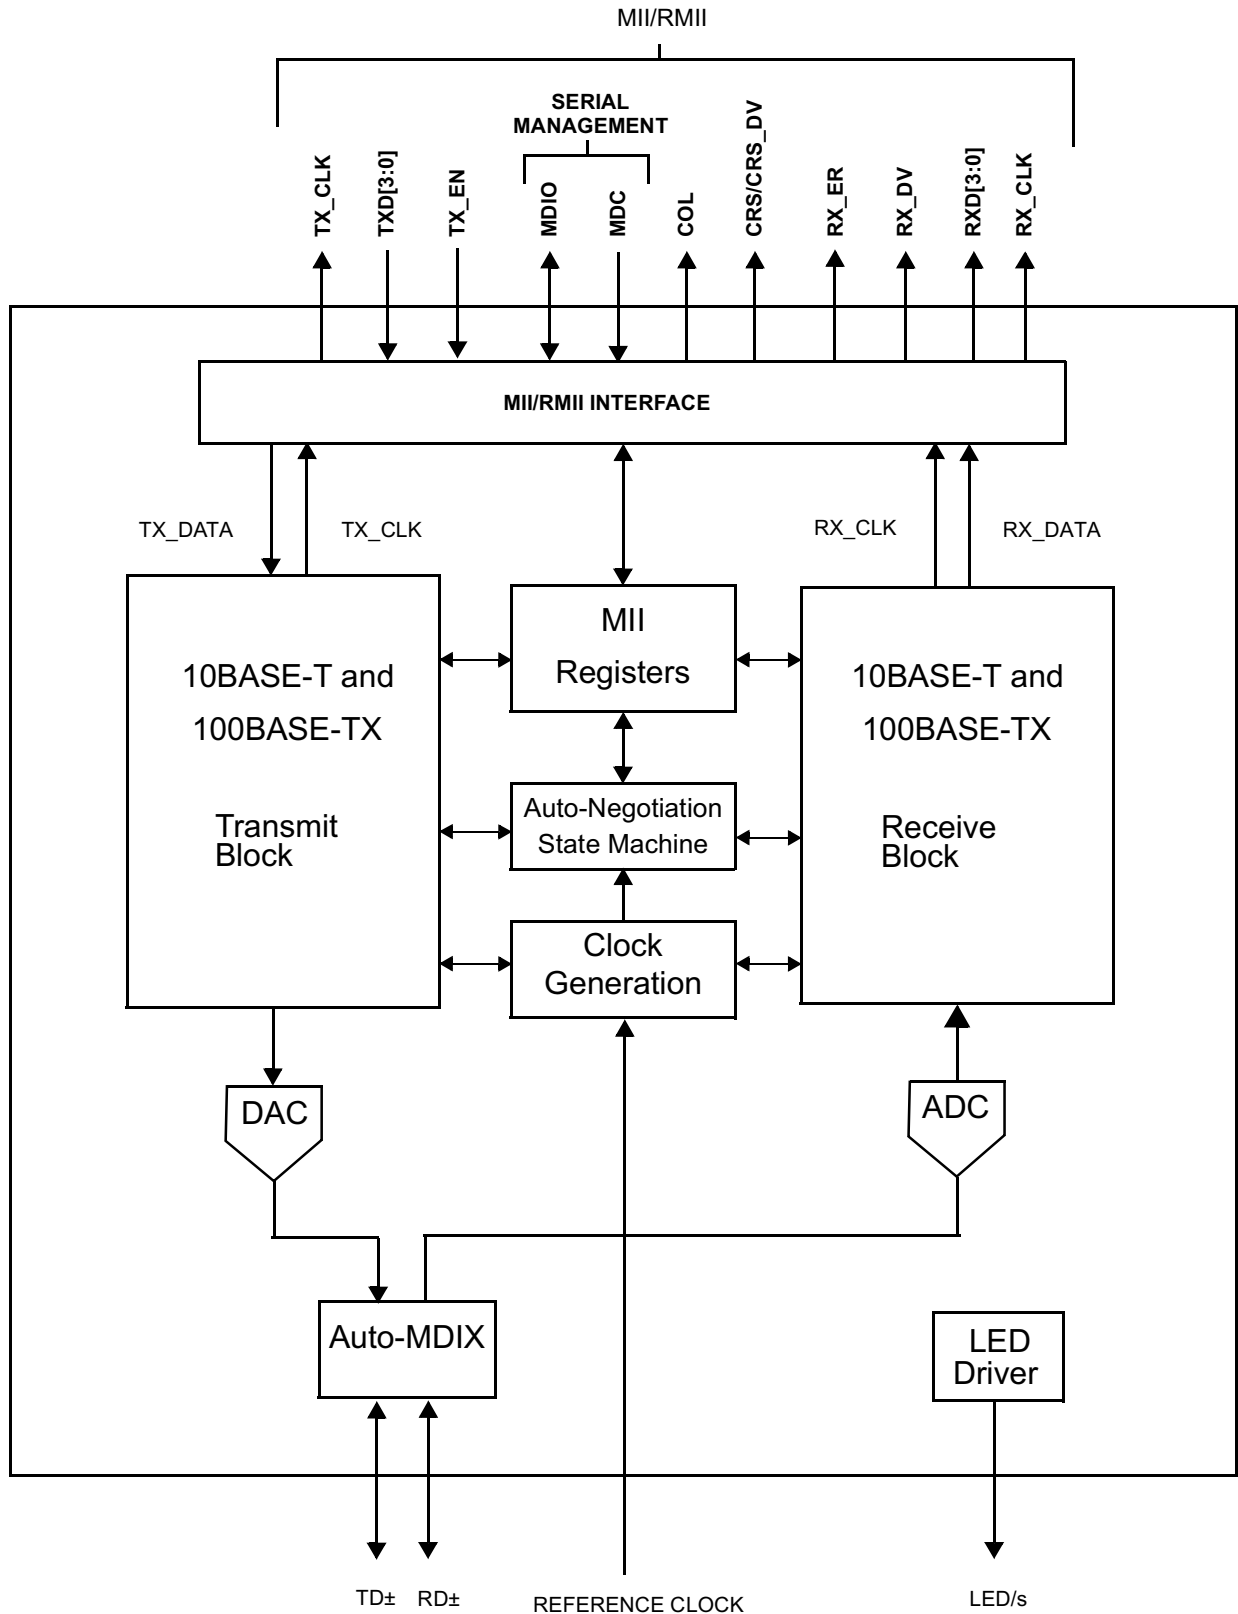 MII/RMII
SERIAL
MANAGEMENT
TX_CLK
TXD[3:0]
TX_EN
MDIO
MDC
COL
CRS/CRS_DV
RX_ER
RX_DV
RXD[3:0]
RX_CLK
MII/RMII INTERFACE
TX_DATA
TX_CLK
RX_CLK
RX_DATA
10BASE-T and
100BASE-TX
Transmit
Block
MII
Registers
Auto-Negotiation
State Machine
Clock
Generation
10BASE-T and
100BASE-TX
Receive
Block
DAC
ADC
Auto-MDIX
LED
Driver
TD±
RD±
REFERENCE CLOCK
LED/s